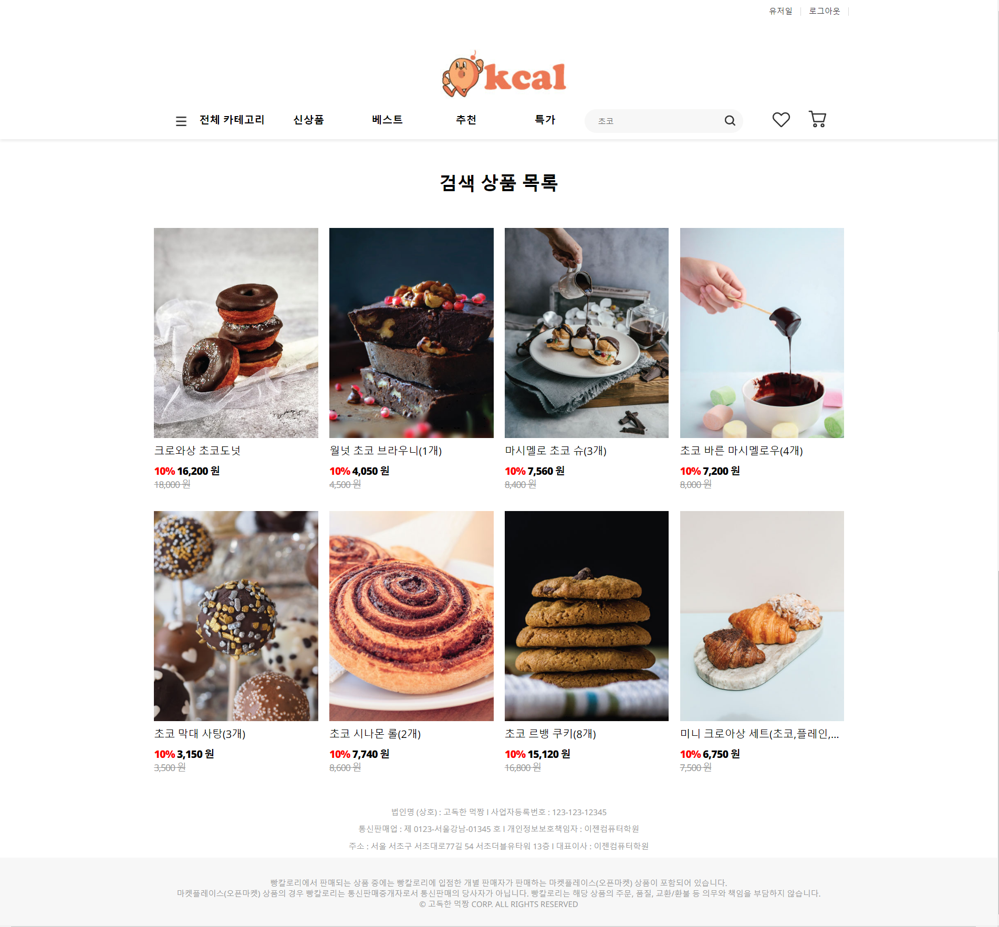 유저일
로그아웃
kcal
전체 카테고리
신상품
베스트
추천
특가
초코
검색 상품 목록
크로와상 초코도넛
10% 16,200 원
18,000 원
월넛 초코 브라우니(1개)
10% 4,050 원
4,500 원
마시멜로 초코 슈(3개)
10% 7,560 원
8,400 원
초코 바른 마시멜로우(4개)
10% 7,200 원
8,000 원
초코 막대 사탕(3개)
10% 3,150 원
3,500 원
초코 시나몬 롤(2개)
10% 7,740 원
8,600 원
초코 르뱅 쿠키(8개)
10% 15,120 원
16,800 원
미니 크로아상 세트(초코,플레인,...
10% 6,750 원
7,500 원
법인명 (상호) : 고독한 먹짱 I 사업자등록번호 : 123-123-12345
통신판매업 : 제 0123-서울강남-01345 호 I 개인정보보호책임자 : 이젠컴퓨터학원
주소 : 서울 서초구 서초대로77길 54 서초더블유타워 13층 I 대표이사 : 이젠컴퓨터학원
빵칼로리에서 판매되는 상품 중에는 빵칼로리에 입점한 개별 판매자가 판매하는 마켓플레이스(오픈마켓) 상품이 포함되어 있습니다.
마켓플레이스(오픈마켓) 상품의 경우 빵칼로리는 통신판매중개자로서 통신판매의 당사자가 아닙니다. 빵칼로리는 해당 상품의 주문, 품질, 교환/환불 등 의무와 책임을 부담하지 않습니다.
© 고독한 먹짱 CORP. ALL RIGHTS RESERVED